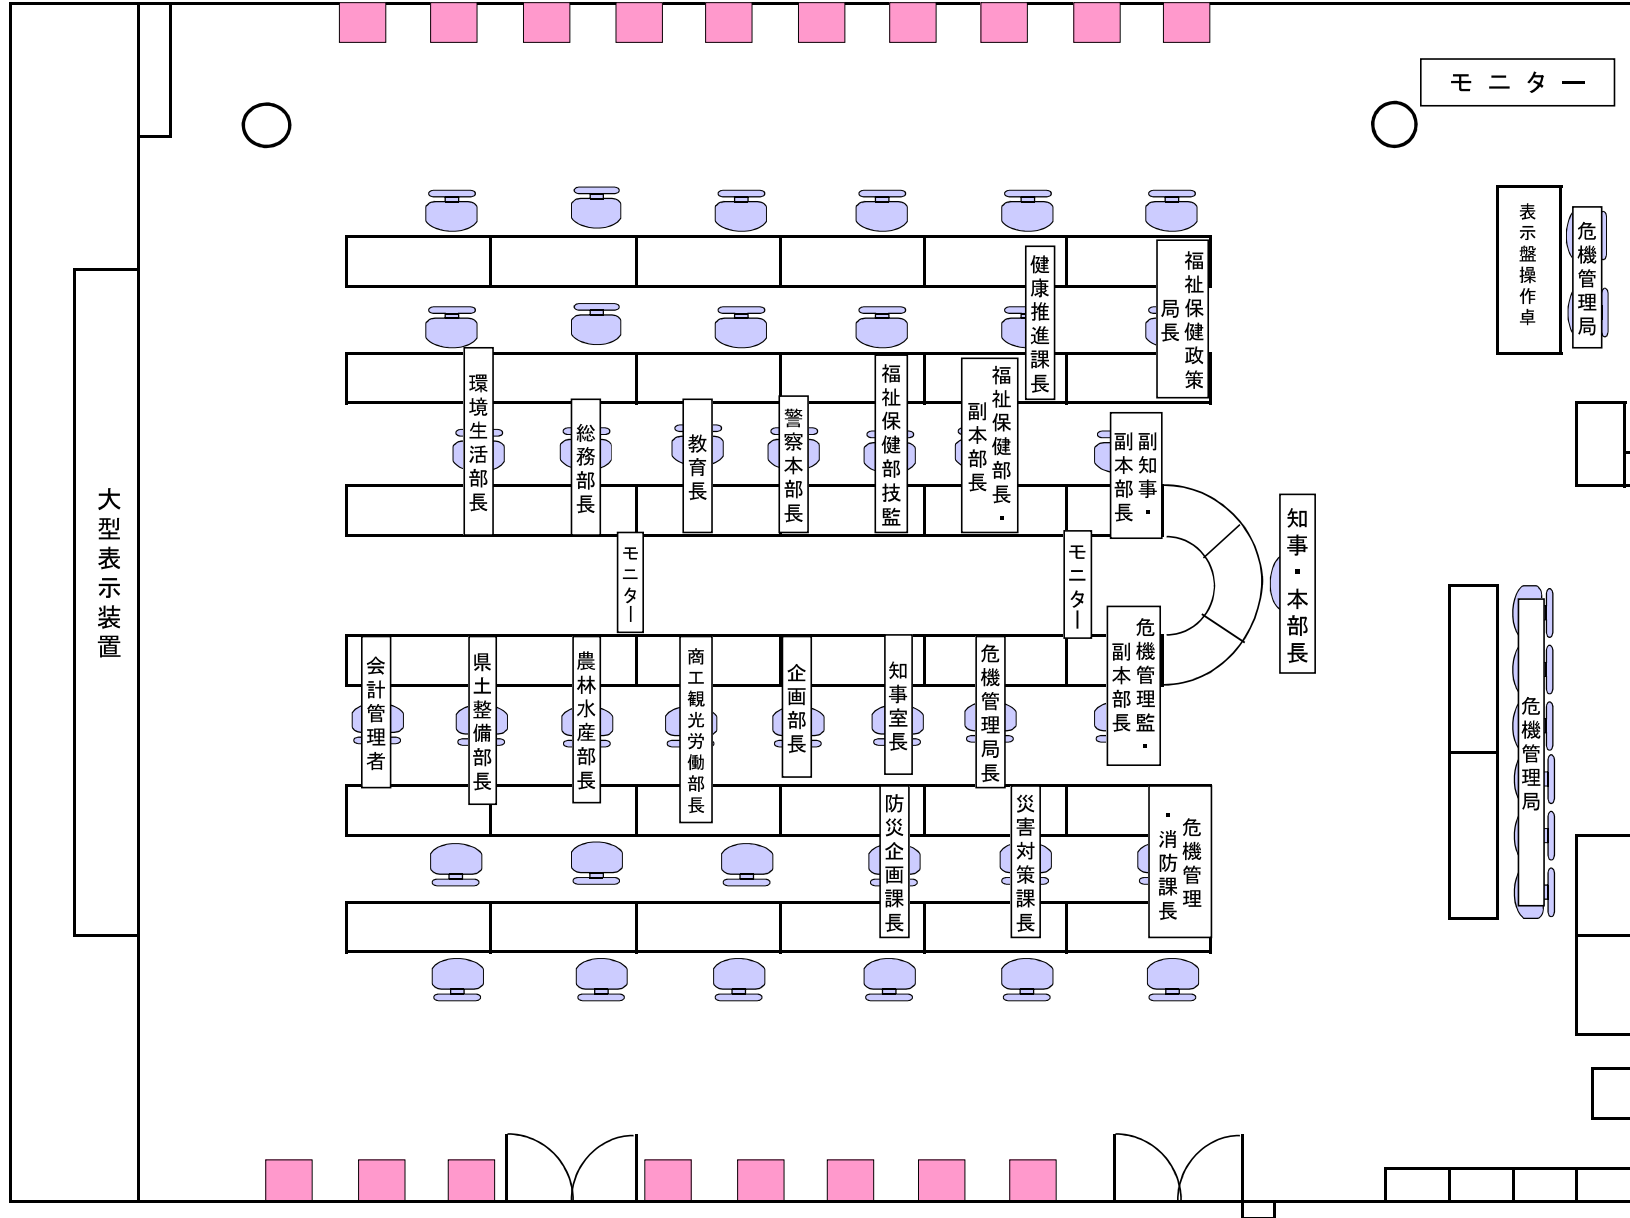 モニター
表示盤操作卓
危機管理局
福祉保健政策
局長
健康推進課長
副知事・
副本部長
福祉保健部長・
副本部長
福祉保健部技監
警察本部長
教育長
総務部長
環境生活部長
知事・本部長
モニター
モニター
大型表示装置
危機管理監・
副本部長
危機管理局長
知事室長
企画部長
商工観光労働部長
農林水産部長
県土整備部長
会計管理者
危機管理局
危機管理
・消防課長
災害対策課長
防災企画課長